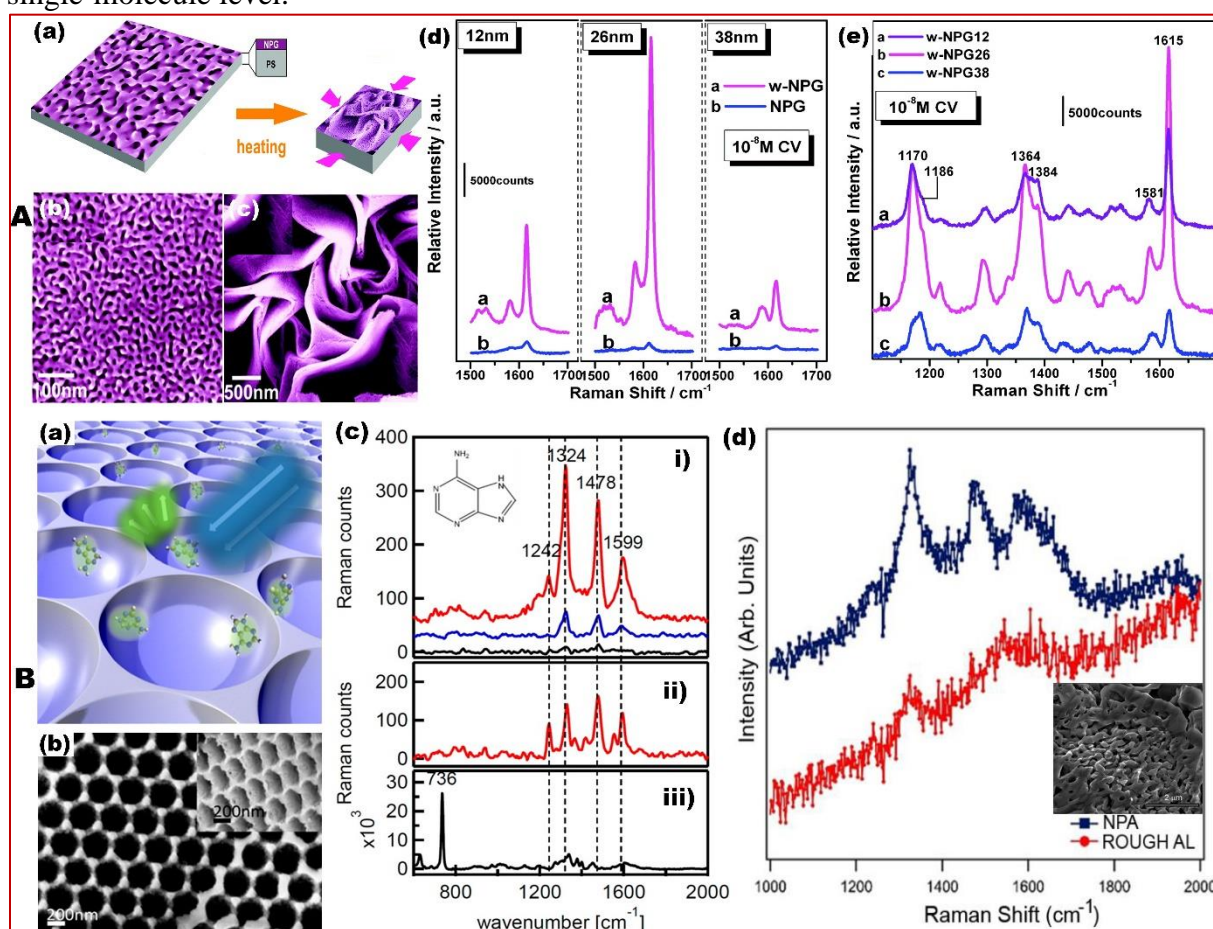 single-molecule level.
A
(a)
NPG
PS
heating
(b)
100nm
(c)
500nm
(d)
12nm
26nm
38nm
a w-NPG
b NPG
10⁻⁸M CV
5000counts
Relative Intensity / a.u.
a
b
a
b
a
b
1500 1600 1700
1500 1600 1700
1500 1600 1700
Raman Shift / cm⁻¹
(e)
a w-NPG12
b w-NPG26
c w-NPG38
10⁻⁸M CV
5000counts
1615
1170
1186
1364
1384
1581
a
b
c
Relative Intensity / a.u.
1200 1300 1400 1500 1600
Raman Shift / cm⁻¹
B
(a)
(b)
200nm
200nm
(c)
400
300
200
100
0
Raman counts
NH₂
N
N
N
H
N
N
1242
1324
1478
1599
i)
200
100
0
Raman counts
ii)
30
20
10
0
x10³
736
iii)
800 1200 1600 2000
wavenumber [cm⁻¹]
(d)
Intensity (Arb. Units)
2 µm
NPA
ROUGH AL
1000 1200 1400 1600 1800 2000
Raman Shift (cm⁻¹)